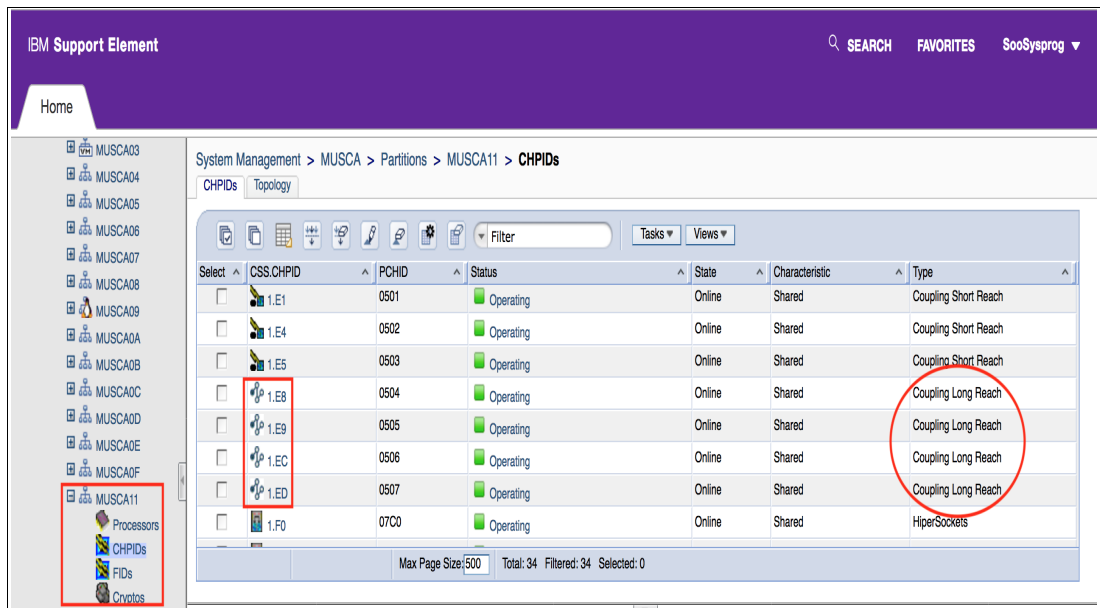 IBM Support Element
SEARCH FAVORITES SooSysprog
Home
MUSCA03
MUSCA04
MUSCA05
MUSCA06
MUSCA07
MUSCA08
MUSCA09
MUSCA0A
MUSCA0B
MUSCA0C
MUSCA0D
MUSCA0E
MUSCA0F
MUSCA11
Processors
CHPIDs
FIDs
Cryptos
System Management > MUSCA > Partitions > MUSCA11 > CHPIDs
CHPIDs Topology
Filter Tasks Views
Select CSS.CHPID PCHID Status State Characteristic Type
1.E1 0501 Operating Online Shared Coupling Short Reach
1.E4 0502 Operating Online Shared Coupling Short Reach
1.E5 0503 Operating Online Shared Coupling Short Reach
1.E8 0504 Operating Online Shared Coupling Long Reach
1.E9 0505 Operating Online Shared Coupling Long Reach
1.EC 0506 Operating Online Shared Coupling Long Reach
1.ED 0507 Operating Online Shared Coupling Long Reach
1.F0 07C0 Operating Online Shared HiperSockets
Max Page Size: 500 Total: 34 Filtered: 34 Selected: 0